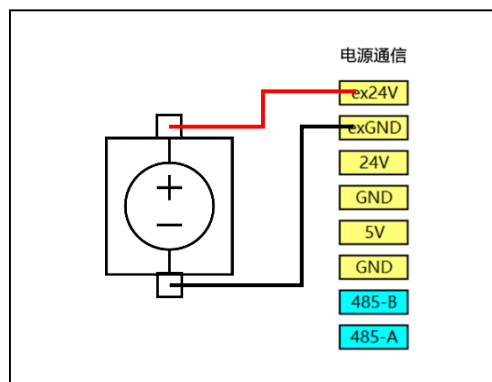 电源通信
ex24V
exGND
24V
GND
5V
GND
485-B
485-A
+
−